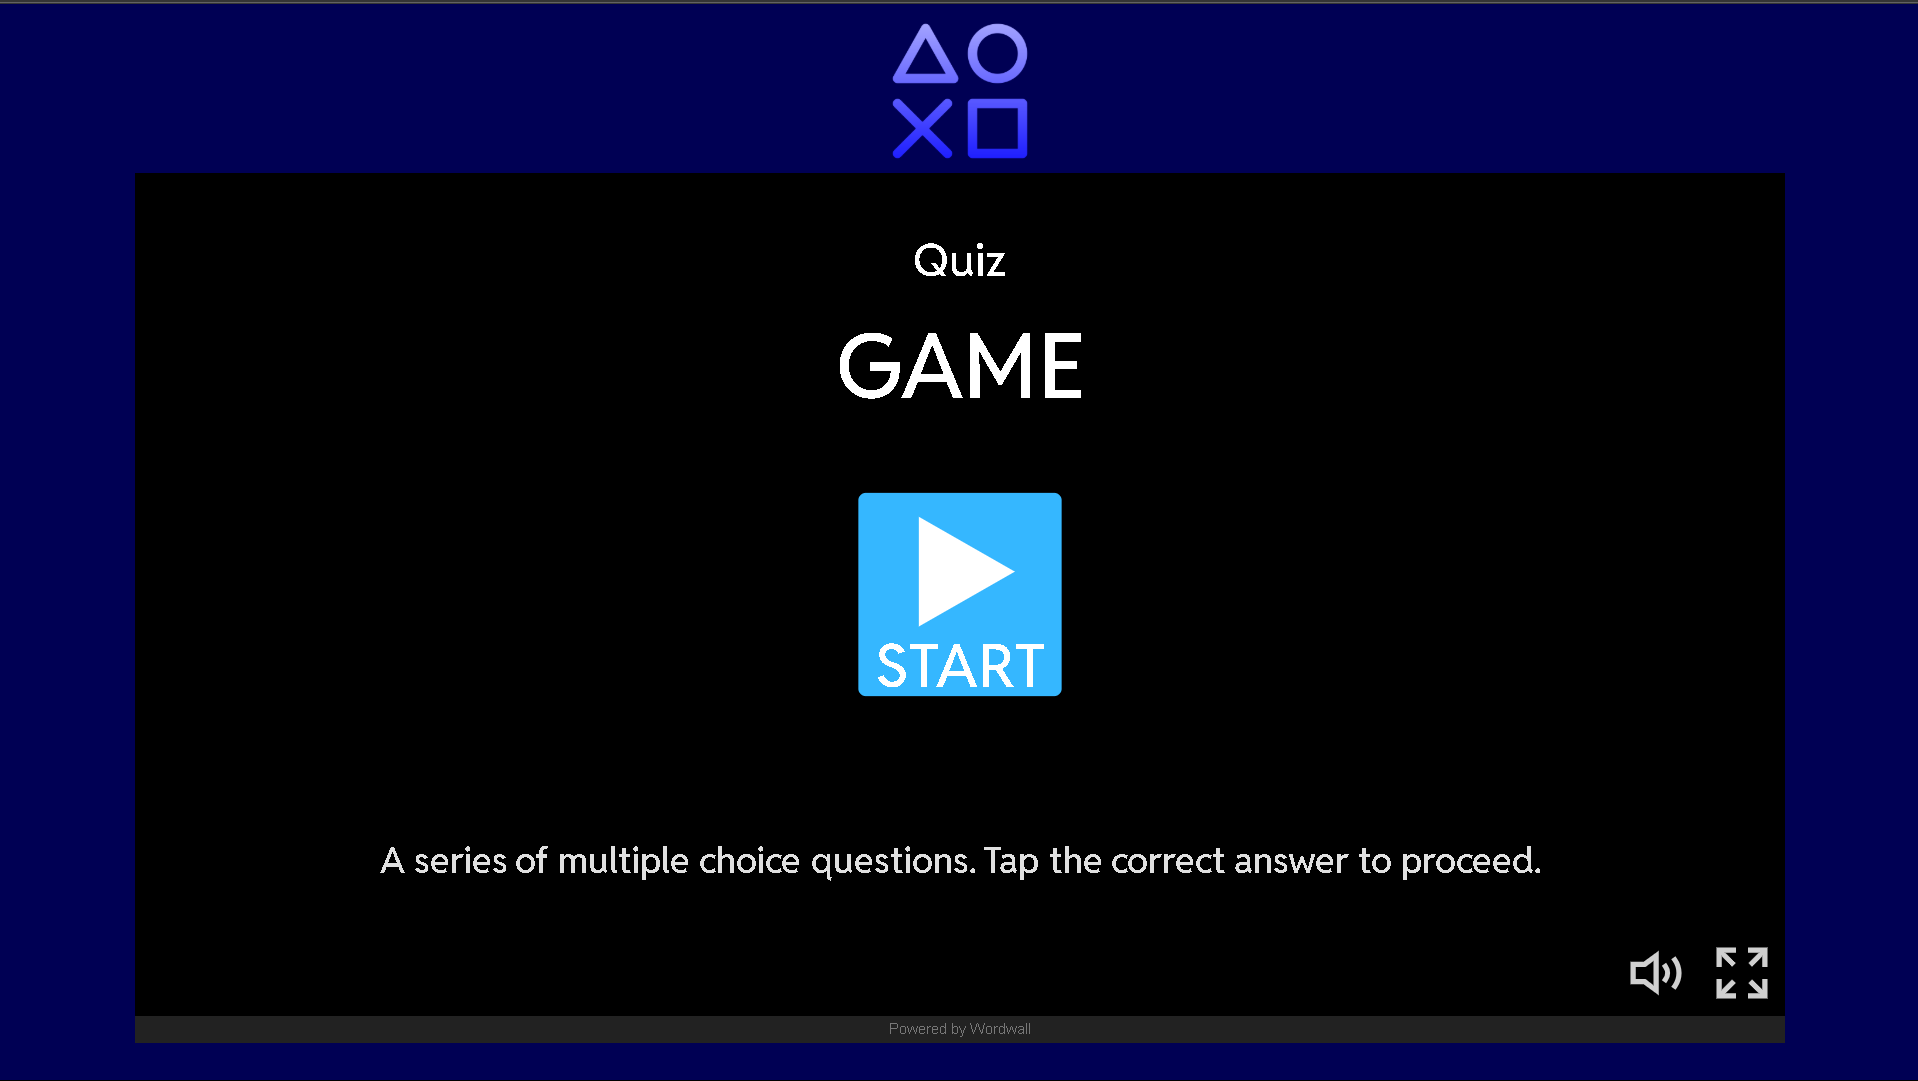 Quiz
GAME
START
A series of multiple choice questions. Tap the correct answer to proceed.
Powered by Wordwall